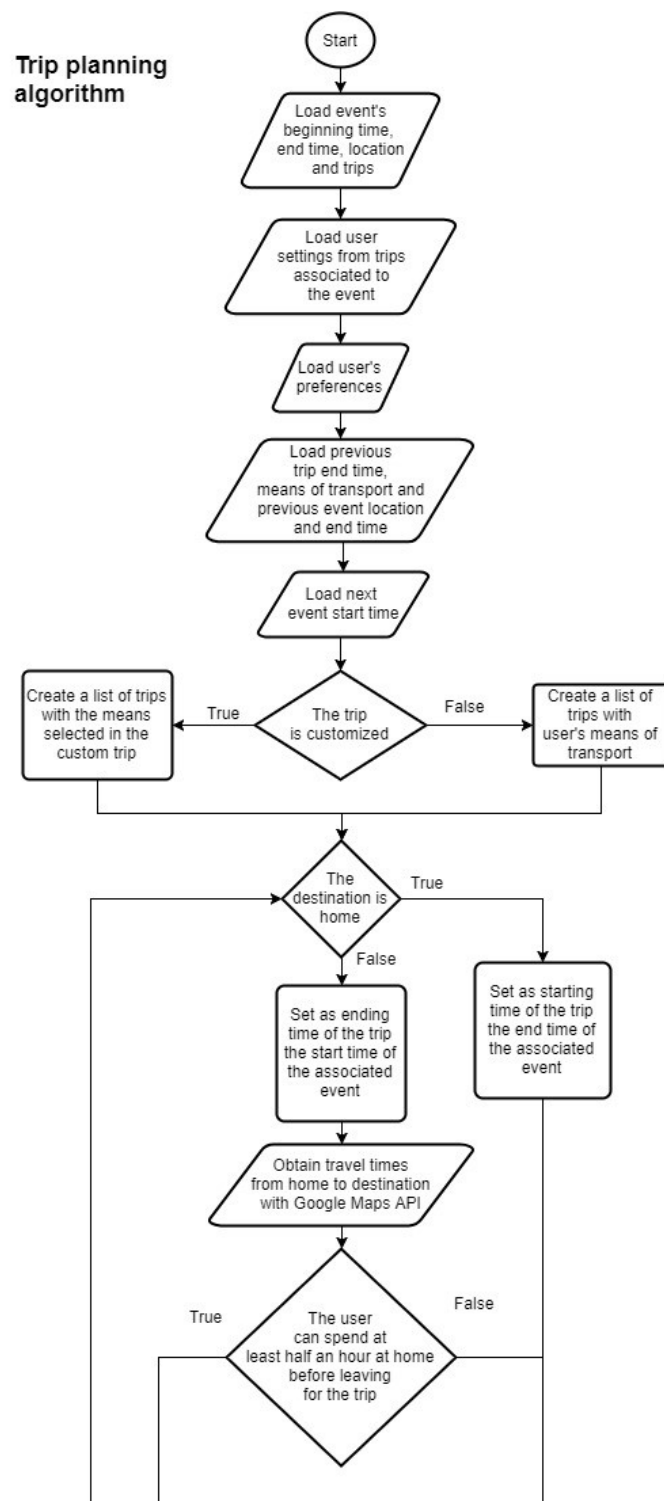 Start
Trip planning
algorithm
Load event's
beginning time,
end time, location
and trips
Load user
settings from trips
associated to
the event
Load user's
preferences
Load previous
trip end time,
means of transport and
previous event location
and end time
Load next
event start time
Create a list of trips
with the means
selected in the
custom trip
True
The trip
is customized
False
Create a list of
trips with
user's means of
transport
The
destination is
home
True
False
Set as ending
time of the trip
the start time of
the associated
event
Set as starting
time of the trip
the end time of
the associated
event
Obtain travel times
from home to destination
with Google Maps API
True
The user
can spend at
least half an hour at home
before leaving
for the trip
False